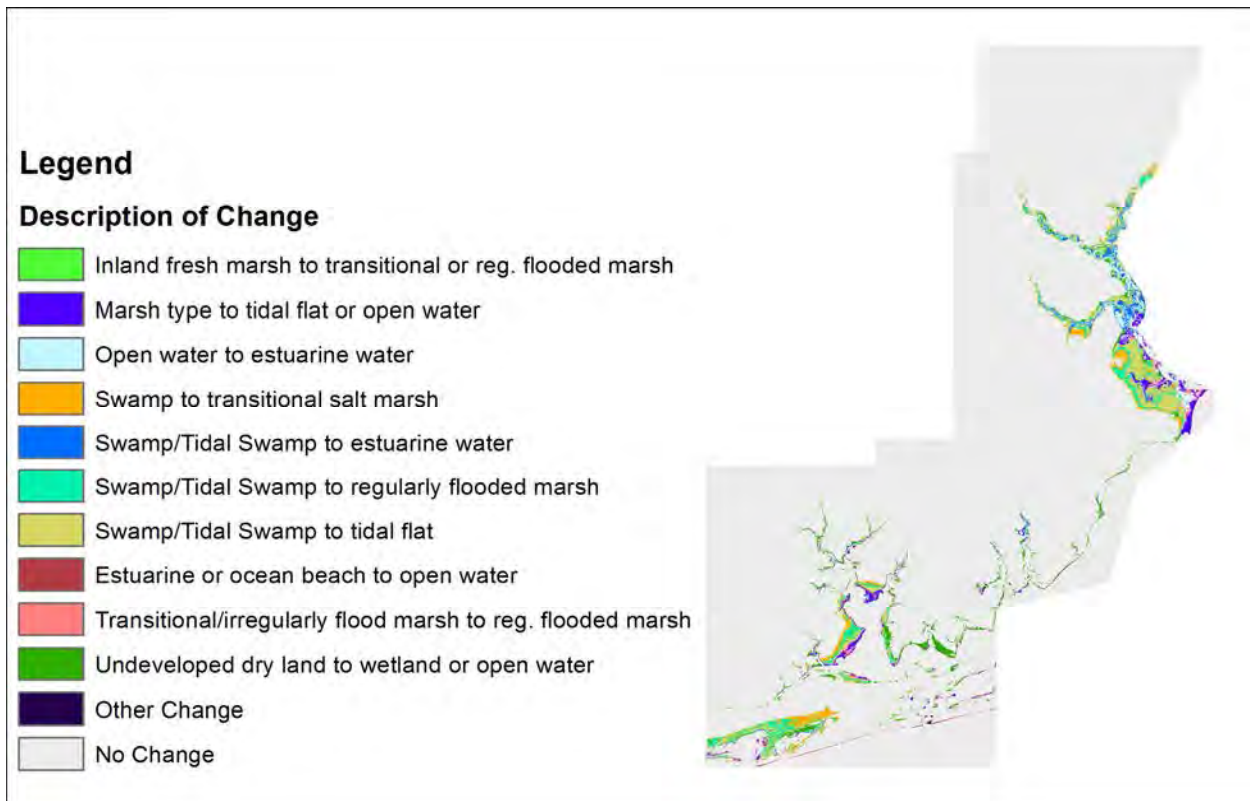 Legend
Description of Change
Inland fresh marsh to transitional or reg. flooded marsh
Marsh type to tidal flat or open water
Open water to estuarine water
Swamp to transitional salt marsh
Swamp/Tidal Swamp to estuarine water
Swamp/Tidal Swamp to regularly flooded marsh
Swamp/Tidal Swamp to tidal flat
Estuarine or ocean beach to open water
Transitional/irregularly flood marsh to reg. flooded marsh
Undeveloped dry land to wetland or open water
Other Change
No Change